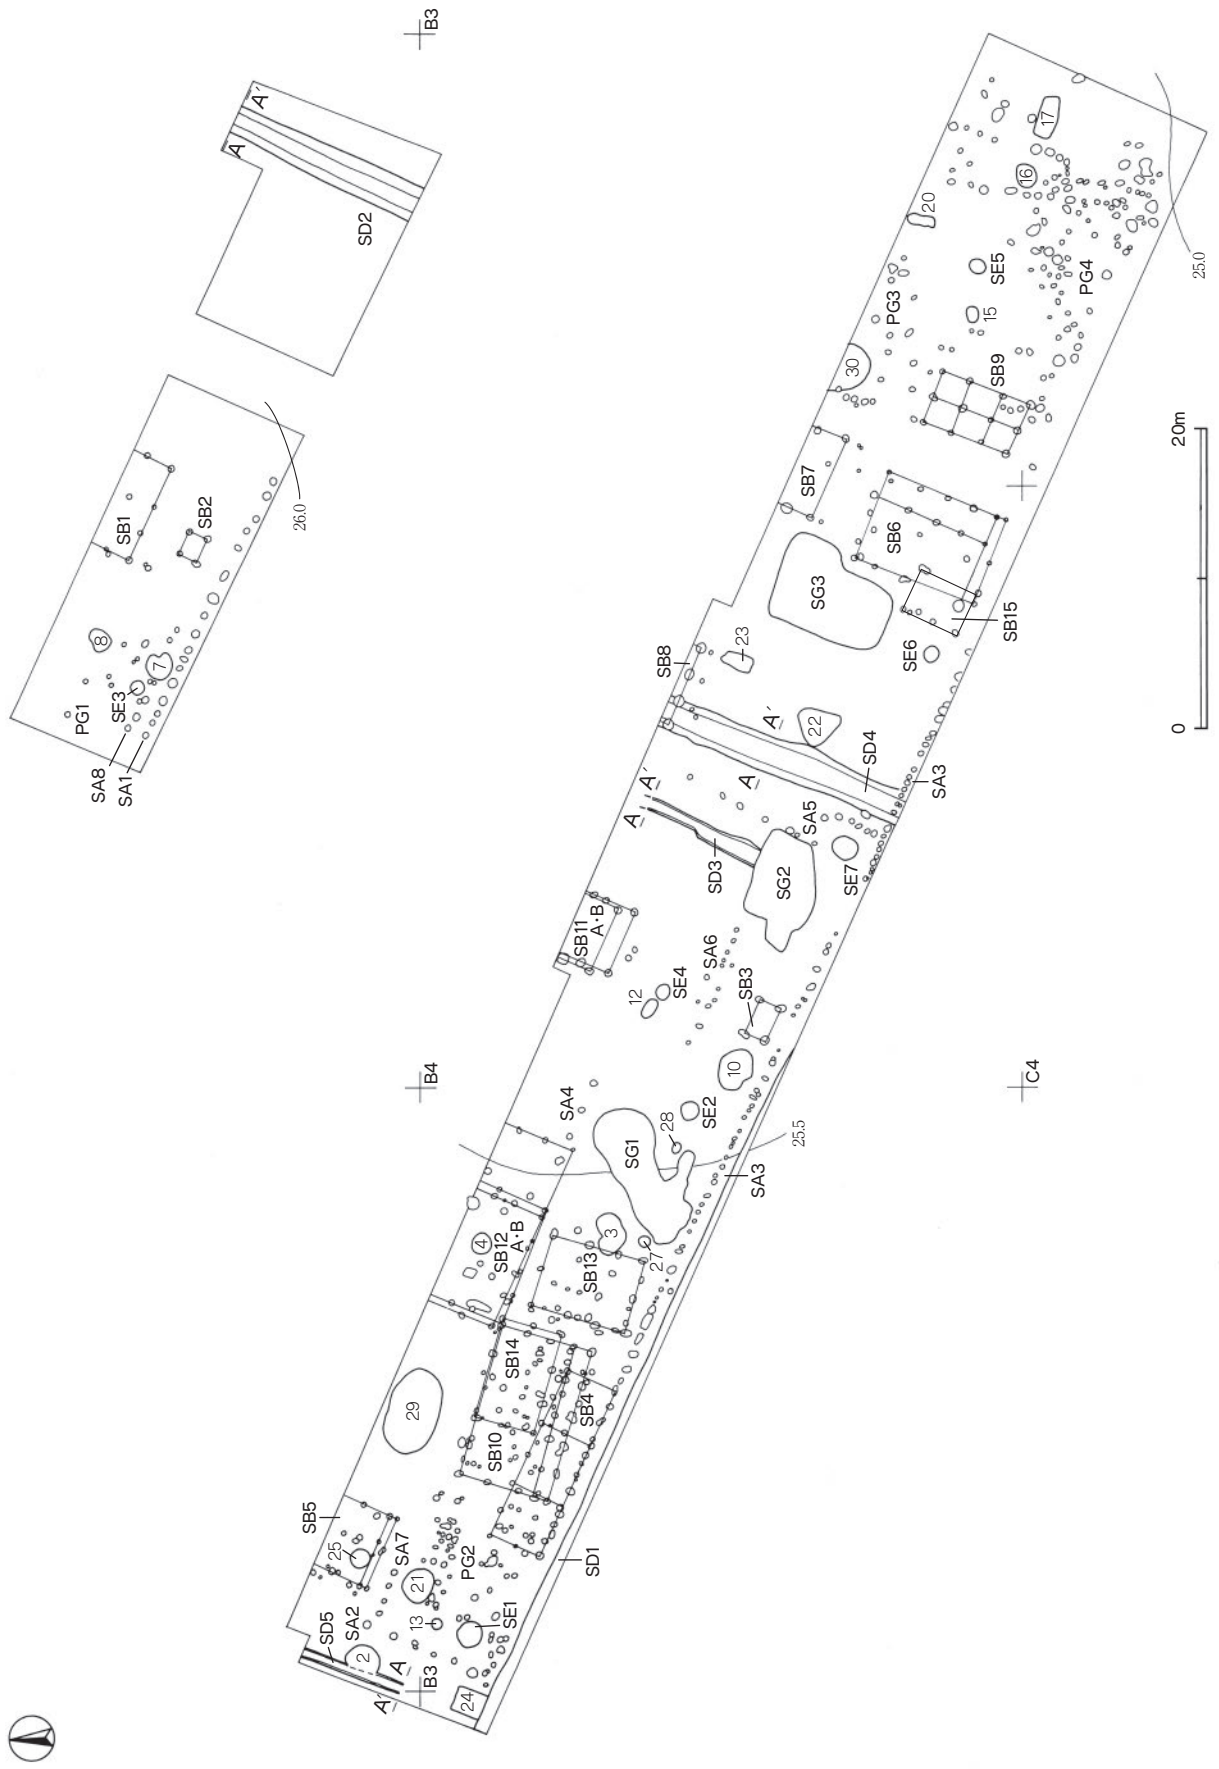 B3
A
A′
SD2
SB1
SB2
26.0
8
7
PG1
SE3
SA8
SA1
17
16
20
SE5
PG3
15
PG4
25.0
30
SB9
SB7
SB6
SG3
SB15
SE6
SB8
23
A′
22
SD4
SA3
A′
A
A
SD3
SA5
SG2
SE7
SB11
A・B
SA6
SE4
12
SB3
10
SE2
B4
C4
SA4
28
SG1
25.5
SA3
4
SB12
A・B
3
27
SB13
SB14
SB4
29
SB10
SB5
25
SA7
PG2
21
SD1
13
SE1
SA2
SD5
2
A
A′
B3
24
0
20m